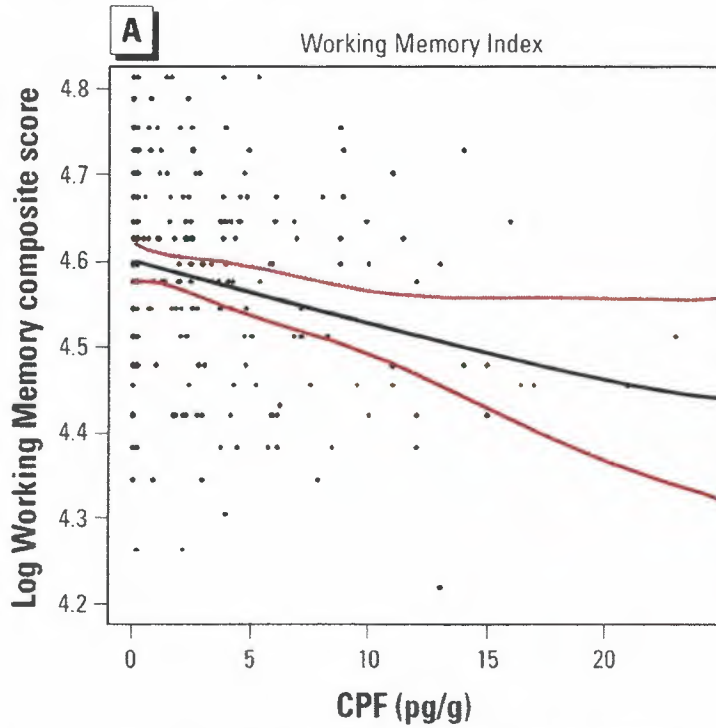 A
Working Memory Index
Log Working Memory composite score
4.8
4.7
4.6
4.5
4.4
4.3
4.2
0 5 10 15 20
CPF (pg/g)